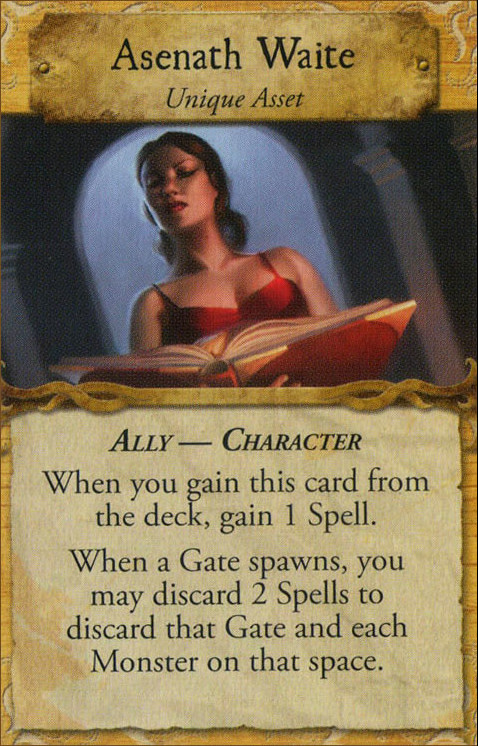 Asenath Waite
Unique Asset
Ally — Character
When you gain this card from
the deck, gain 1 Spell.
When a Gate spawns, you
may discard 2 Spells to
discard that Gate and each
Monster on that space.